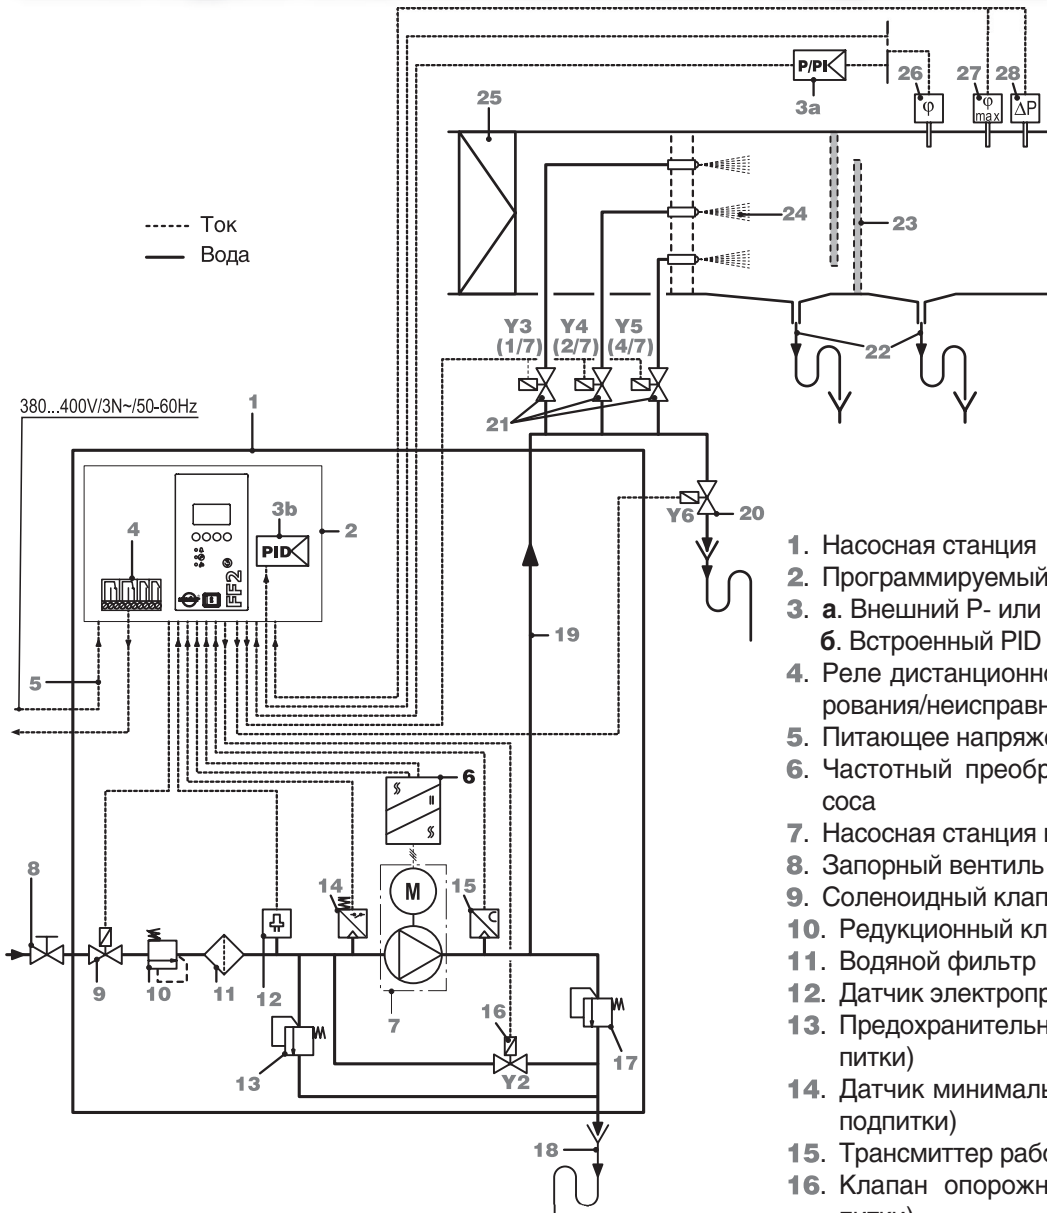 P/PI
3a
26
27
28
φ
φ
max
ΔP
25
24
23
Ток
Вода
Y3
(1/7)
Y4
(2/7)
Y5
(4/7)
22
21
380...400V/3N~/50-60Hz
1
Y6
20
4
3b
2
PID
FF2
19
5
6
8
14
M
15
9
10
11
12
7
16
17
13
Y2
18
1. Насосная станция
2. Программируемый
3. а. Внешний P- или
б. Встроенный PID
4. Реле дистанционно
рования/неисправн
5. Питающее напряже
6. Частотный преобр
соса
7. Насосная станция
8. Запорный вентиль
9. Соленоидный клап
10. Редукционный кл
11. Водяной фильтр
12. Датчик электропр
13. Предохранительн
питки)
14. Датчик минималь
подпитки)
15. Трансмиттер рабо
16. Клапан опорожн